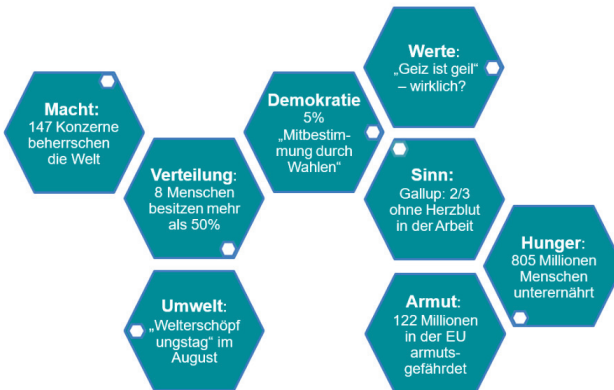 Macht:
147 Konzerne
beherrschen
die Welt
Verteilung:
8 Menschen
besitzen mehr
als 50%
Umwelt:
„Welterschöpf
ungstag“ im
August
Demokratie
5%
„Mitbestim-
mung durch
Wahlen“
Werte:
„Geiz ist geil“
– wirklich?
Sinn:
Gallup: 2/3
ohne Herzblut
in der Arbeit
Armut:
122 Millionen
in der EU
armuts-
gefährdet
Hunger:
805 Millionen
Menschen
unterernährt